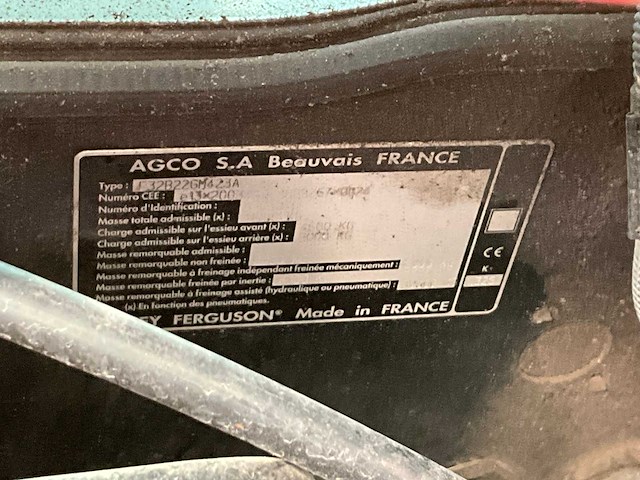 AGCO S.A Beauvais FRANCE
Type :
Numéro CEE :
Numéro d'Identification :
Masse totale admissible (x) :
Charge admissible sur l'essieu avant (x) : KG
Charge admissible sur l'essieu arrière (x) : KG
Masse remorquable admissible :
Masse remorquable non freinée :
Masse remorquable à freinage indépendant freinée mécaniquement :
Masse remorquable freinée par inertie :
Masse remorquable à freinage assisté (hydraulique ou pneumatique) :
(x) En fonction des pneumatiques.
FERGUSON® Made in FRANCE
CE
K